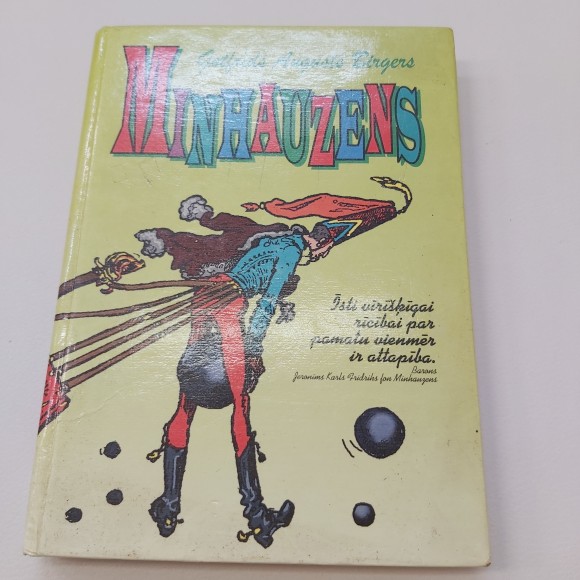 Gotfrīds Augusts Birgers
MINHAUZENS
Īsti vīrišķīgai
rīcībai par
pamatu vienmēr
ir attapība.
Barons
Jeronims Karls Frīdrihs fon Minhauzens